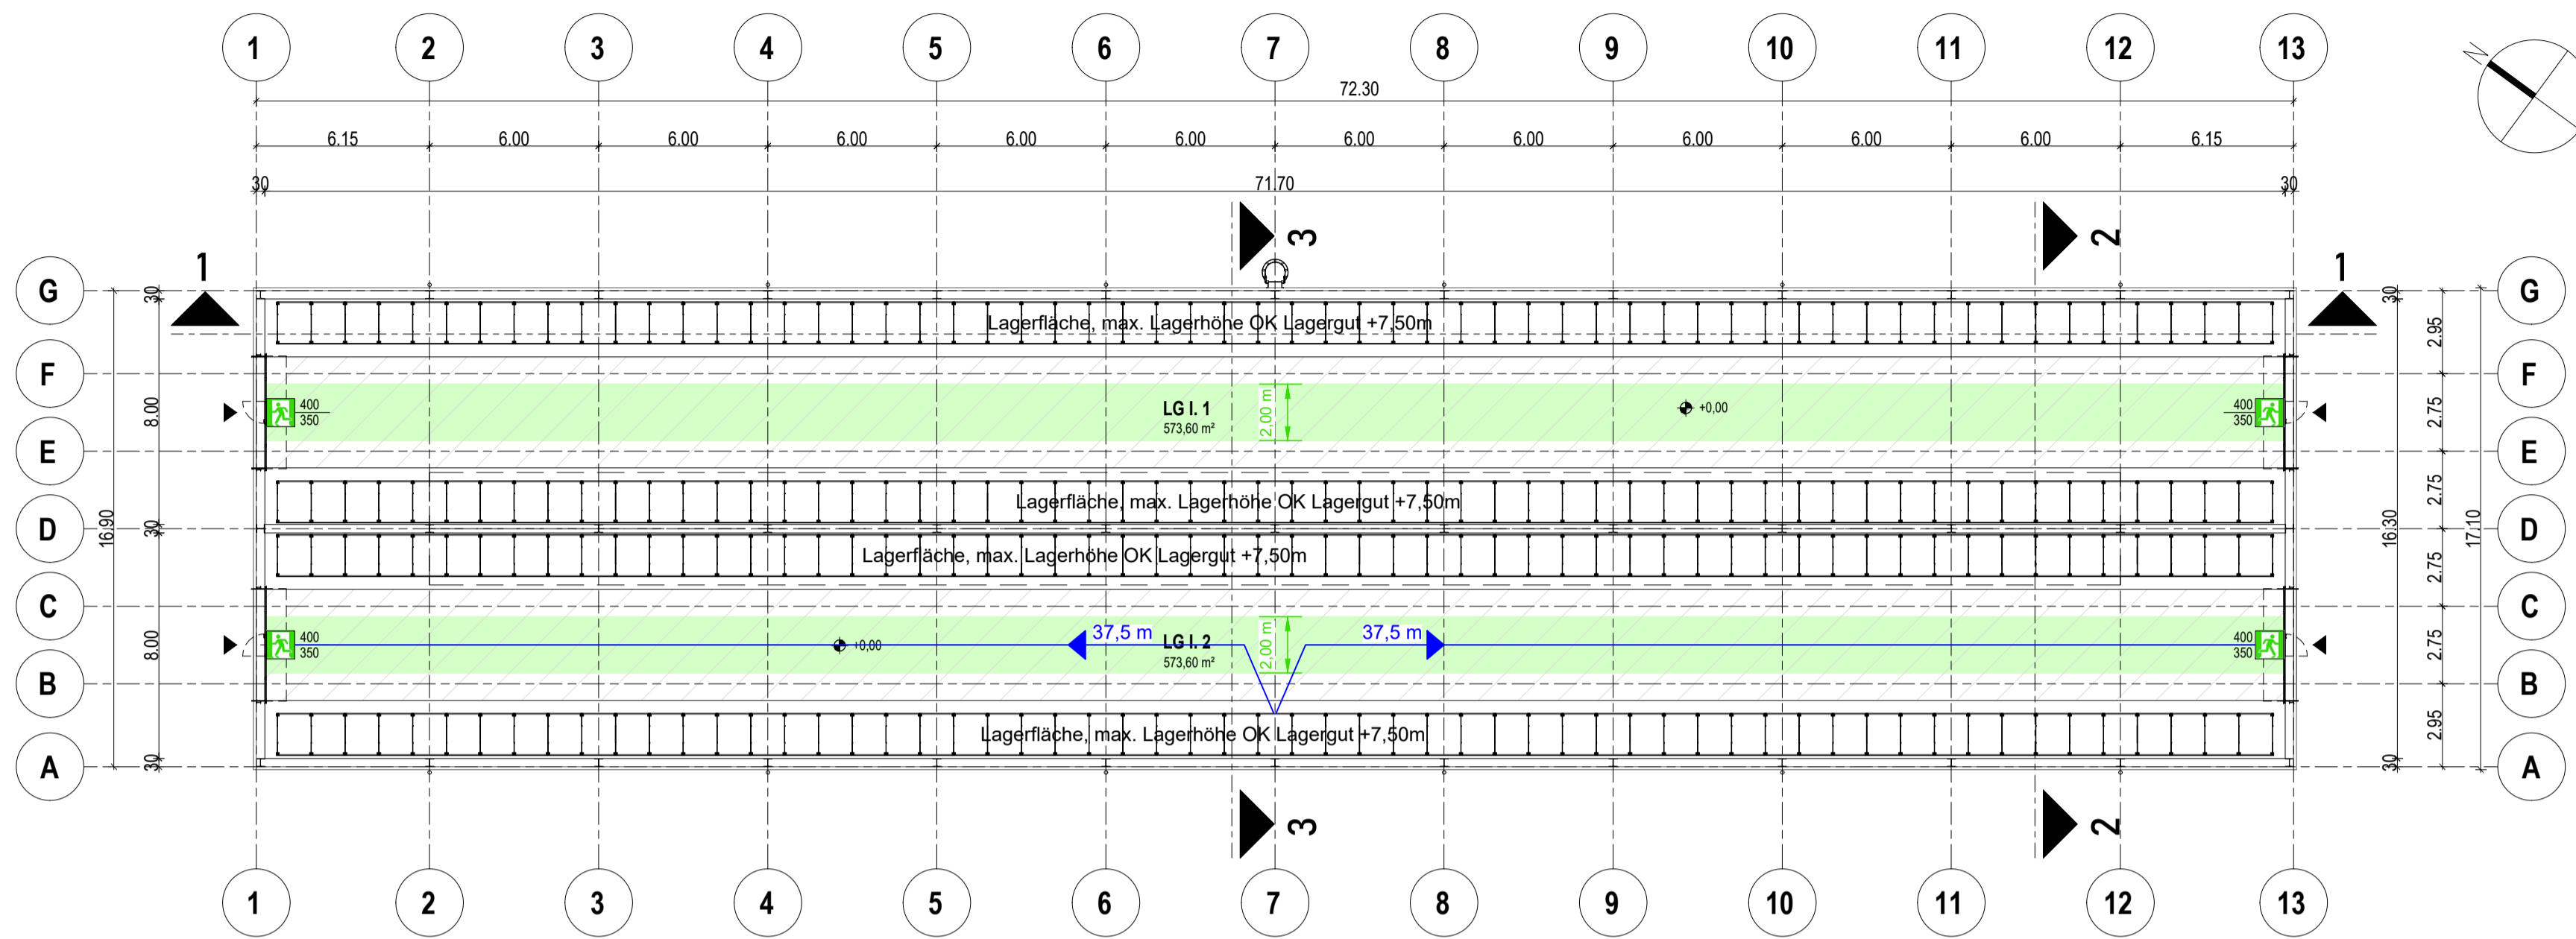 1 2 3 4 5 6 7 8 9 10 11 12 13
N
72.30
6.15 6.00 6.00 6.00 6.00 6.00 6.00 6.00 6.00 6.00 6.00 6.15
30 71.70 30
3 2
1 1
G 30 30 G
Lagerfläche, max. Lagerhöhe OK Lagergut +7,50m
2.95
F F
400
350
8.00
LG I. 1
573,60 m²
2,00 m
+0,00
400
350
2.75
E E
2.75
Lagerfläche, max. Lagerhöhe OK Lagergut +7,50m
16.90 30 D 16.30 17.10 D
Lagerfläche, max. Lagerhöhe OK Lagergut +7,50m
2.75
C C
400
350
8.00
+0,00
37,5 m
LG I. 2
573,60 m²
2,00 m
37,5 m
400
350
2.75
B B
2.95
Lagerfläche, max. Lagerhöhe OK Lagergut +7,50m
A 30 30 A
3 2
1 2 3 4 5 6 7 8 9 10 11 12 13